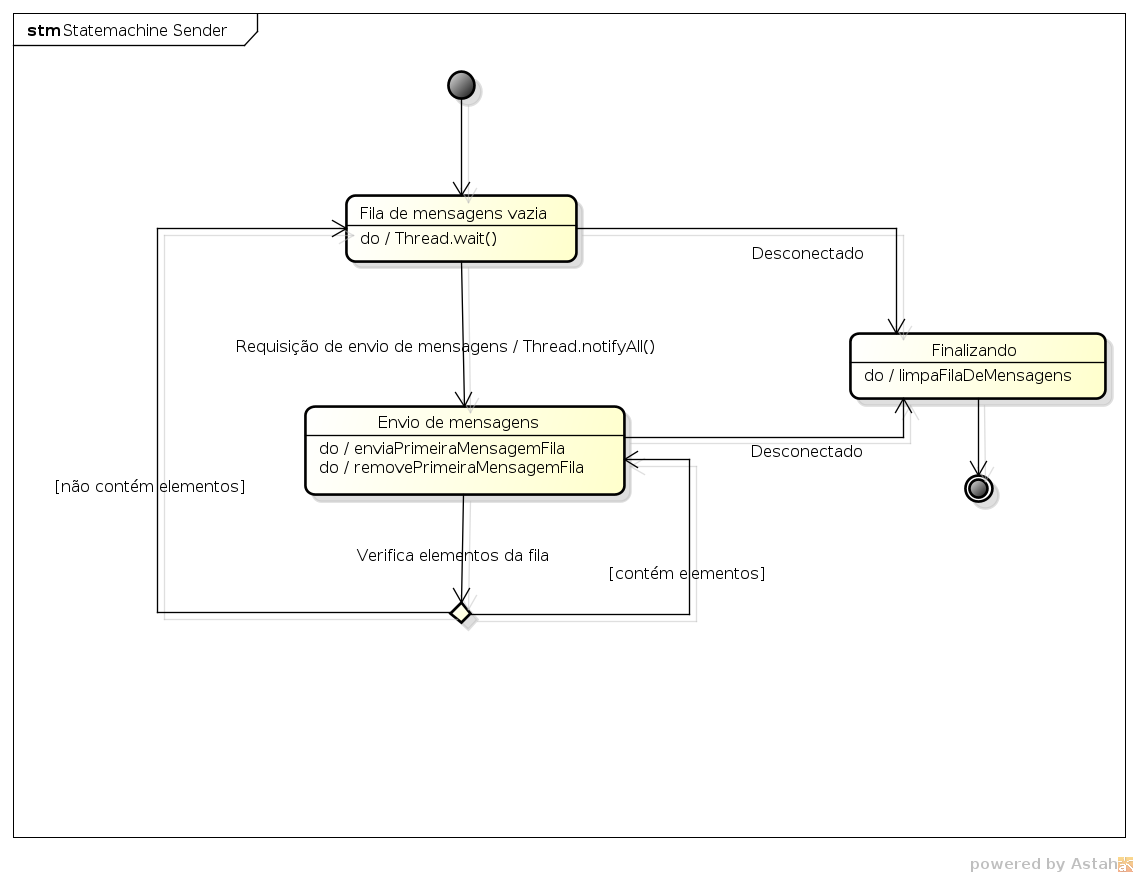 stm Statemachine Sender
Fila de mensagens vazia
do / Thread.wait()
Desconectado
Requisição de envio de mensagens / Thread.notifyAll()
Finalizando
do / limpaFilaDeMensagens
Envio de mensagens
do / enviaPrimeiraMensagemFila
do / removePrimeiraMensagemFila
Desconectado
[não contém elementos]
Verifica elementos da fila
[contém elementos]
powered by Astah